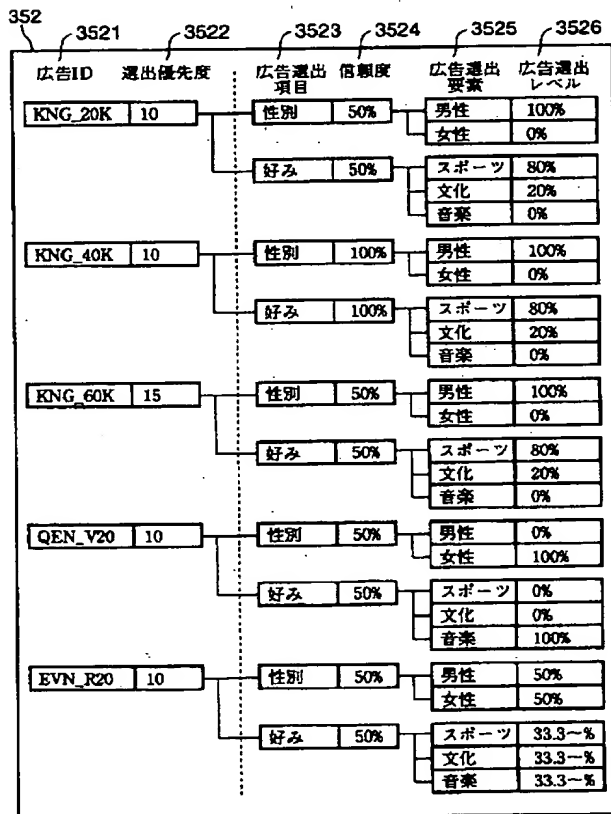 352
3521 3522 3523 3524 3525 3526
広告ID 選出優先度 広告選出項目 信頼度 広告選出要素 広告選出レベル
KNG_20K 10 性別 50% 男性 100%
女性 0%
好み 50% スポーツ 80%
文化 20%
音楽 0%
KNG_40K 10 性別 100% 男性 100%
女性 0%
好み 100% スポーツ 80%
文化 20%
音楽 0%
KNG_60K 15 性別 50% 男性 100%
女性 0%
好み 50% スポーツ 80%
文化 20%
音楽 0%
QEN_V20 10 性別 50% 男性 0%
女性 100%
好み 50% スポーツ 0%
文化 0%
音楽 100%
EVN_R20 10 性別 50% 男性 50%
女性 50%
好み 50% スポーツ 33.3~%
文化 33.3~%
音楽 33.3~%